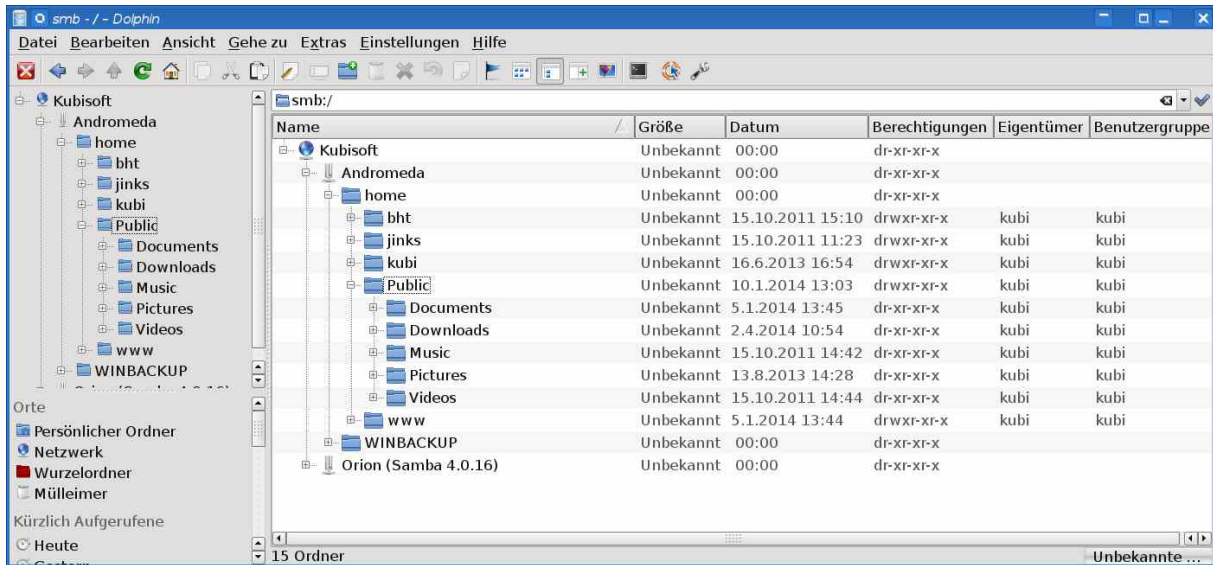 smb - / - Dolphin
Datei Bearbeiten Ansicht Gehe zu Extras Einstellungen Hilfe
Kubisoft
Andromeda
home
bht
jinks
kubi
Public
Documents
Downloads
Music
Pictures
Videos
www
WINBACKUP
Orte
Persönlicher Ordner
Netzwerk
Wurzelordner
Mülleimer
Kürzlich Aufgerufene
Heute
smb:/
Name Größe Datum Berechtigungen Eigentümer Benutzergruppe
Kubisoft Unbekannt 00:00 dr-xr-xr-x
Andromeda Unbekannt 00:00 dr-xr-xr-x
home Unbekannt 00:00 dr-xr-xr-x
bht Unbekannt 15.10.2011 15:10 drwxr-xr-x kubi kubi
jinks Unbekannt 15.10.2011 11:23 drwxr-xr-x kubi kubi
kubi Unbekannt 16.6.2013 16:54 drwxr-xr-x kubi kubi
Public Unbekannt 10.1.2014 13:03 drwxr-xr-x kubi kubi
Documents Unbekannt 5.1.2014 13:45 dr-xr-xr-x kubi kubi
Downloads Unbekannt 2.4.2014 10:54 dr-xr-xr-x kubi kubi
Music Unbekannt 15.10.2011 14:42 dr-xr-xr-x kubi kubi
Pictures Unbekannt 13.8.2013 14:28 dr-xr-xr-x kubi kubi
Videos Unbekannt 15.10.2011 14:44 dr-xr-xr-x kubi kubi
www Unbekannt 5.1.2014 13:44 drwxr-xr-x kubi kubi
WINBACKUP Unbekannt 00:00 dr-xr-xr-x
Orion (Samba 4.0.16) Unbekannt 00:00 dr-xr-xr-x
15 Ordner Unbekannte ...